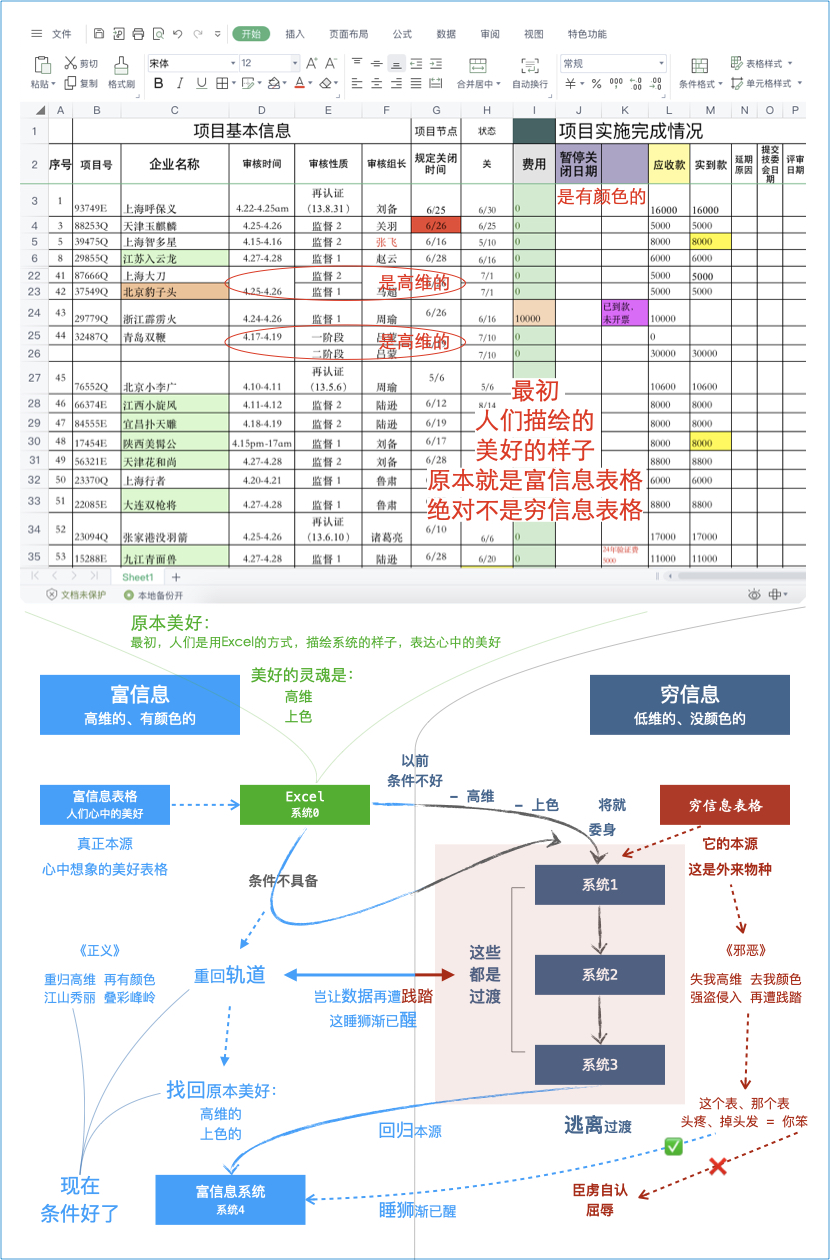 文件 开始 插入 页面布局 公式 数据 审阅 视图 特色功能
粘贴 剪切 复制 格式刷 宋体 12 A⁺ A⁻ 合并居中 自动换行 常规 条件格式 表格样式 单元格样式
B I U A ¥ % 000 .0 .00
A B C D E F G H I J K L M N O P
1 项目基本信息 项目节点 状态 项目实施完成情况
2 序号 项目号 企业名称 审核时间 审核性质 审核组长 规定关闭时间 关 费用 暂停关闭日期 应收款 实到款 延期原因 提交技委会日期 评审日期
是有颜色的
3 1 93749E 上海呼保义 4.22-4.25am 再认证(13.8.31) 刘备 6/25 6/30 0 16000 16000
4 3 88253Q 天津玉麒麟 4.25-4.26 监督 2 关羽 6/26 6/25 0 5000 5000
5 5 39475Q 上海智多星 4.15-4.16 监督 2 张飞 6/16 5/10 0 8000 8000
6 8 29855Q 江苏入云龙 4.27-4.28 监督 1 赵云 6/28 6/16 0 6000 6000
22 41 87666Q 上海大刀 监督 2 7/1 0 5000 5000
是高维的
23 42 37549Q 北京豹子头 4.25-4.26 监督 1 马超 7/1 0 5000 5000
24 43 29779Q 浙江霹雳火 4.24-4.26 监督 1 周瑜 6/26 6/16 0 10000 已到款,未开票 10000
25 44 32487Q 青岛双鞭 4.17-4.19 一阶段 吕蒙 7/10 0 0
是高维的
26 二阶段 吕蒙 7/10 0 30000 30000
27 45 76552Q 北京小李广 4.10-4.11 再认证(13.5.6) 周瑜 5/6 5/6 0 10600 10600
28 46 66374E 江西小旋风 4.11-4.12 监督 2 陆逊 6/12 8/14 8000 8000
29 47 84555E 宜昌扑天雕 4.18-4.19 监督 2 陆逊 6/19 8000 8000
30 48 17454E 陕西美髯公 4.15pm-17am 监督 1 刘备 6/17 8000 8000
31 49 56321E 天津花和尚 4.27-4.28 监督 2 刘备 6/28 8800 8800
32 50 23370Q 上海行者 4.20-4.21 监督 1 鲁肃 6000 6000
33 51 22085E 大连双枪将 4.27-4.28 监督 1 鲁肃 8800 8800
34 52 23094Q 张家港没羽箭 4.25-4.26 再认证(13.6.10) 诸葛亮 6/10 6/6 0 17000 17000
35 53 15288E 九江青面兽 4.27-4.28 监督 1 陆逊 6/28 6/20 0 24年验证费5000 11000 11000
最初
人们描绘的
美好的样子
原本就是富信息表格
绝对不是穷信息表格
Sheet1 +
文档未保护 本地备份开
原本美好:
最初,人们是用Excel的方式,描绘系统的样子,表达心中的美好
美好的灵魂是:
高维
上色
富信息
高维的、有颜色的
穷信息
低维的、没颜色的
以前
条件不好
富信息表格
人们心中的美好
Excel
系统0
- 高维
- 上色
将就
委身
穷信息表格
真正本源
心中想象的美好表格
条件不具备
它的本源
这是外来物种
系统1
这些
都是
过渡
系统2
系统3
《正义》
重归高维 再有颜色
江山秀丽 叠彩峰岭
重回轨道
岂让数据再遭践踏
这睡狮渐已醒
《邪恶》
失我高维 去我颜色
强盗侵入 再遭践踏
找回原本美好:
高维的
上色的
回归本源
逃离过渡
这个表、那个表
头疼、掉头发 = 你笨
现在
条件好了
富信息系统
系统4
睡狮渐已醒
臣虏自认
屈辱